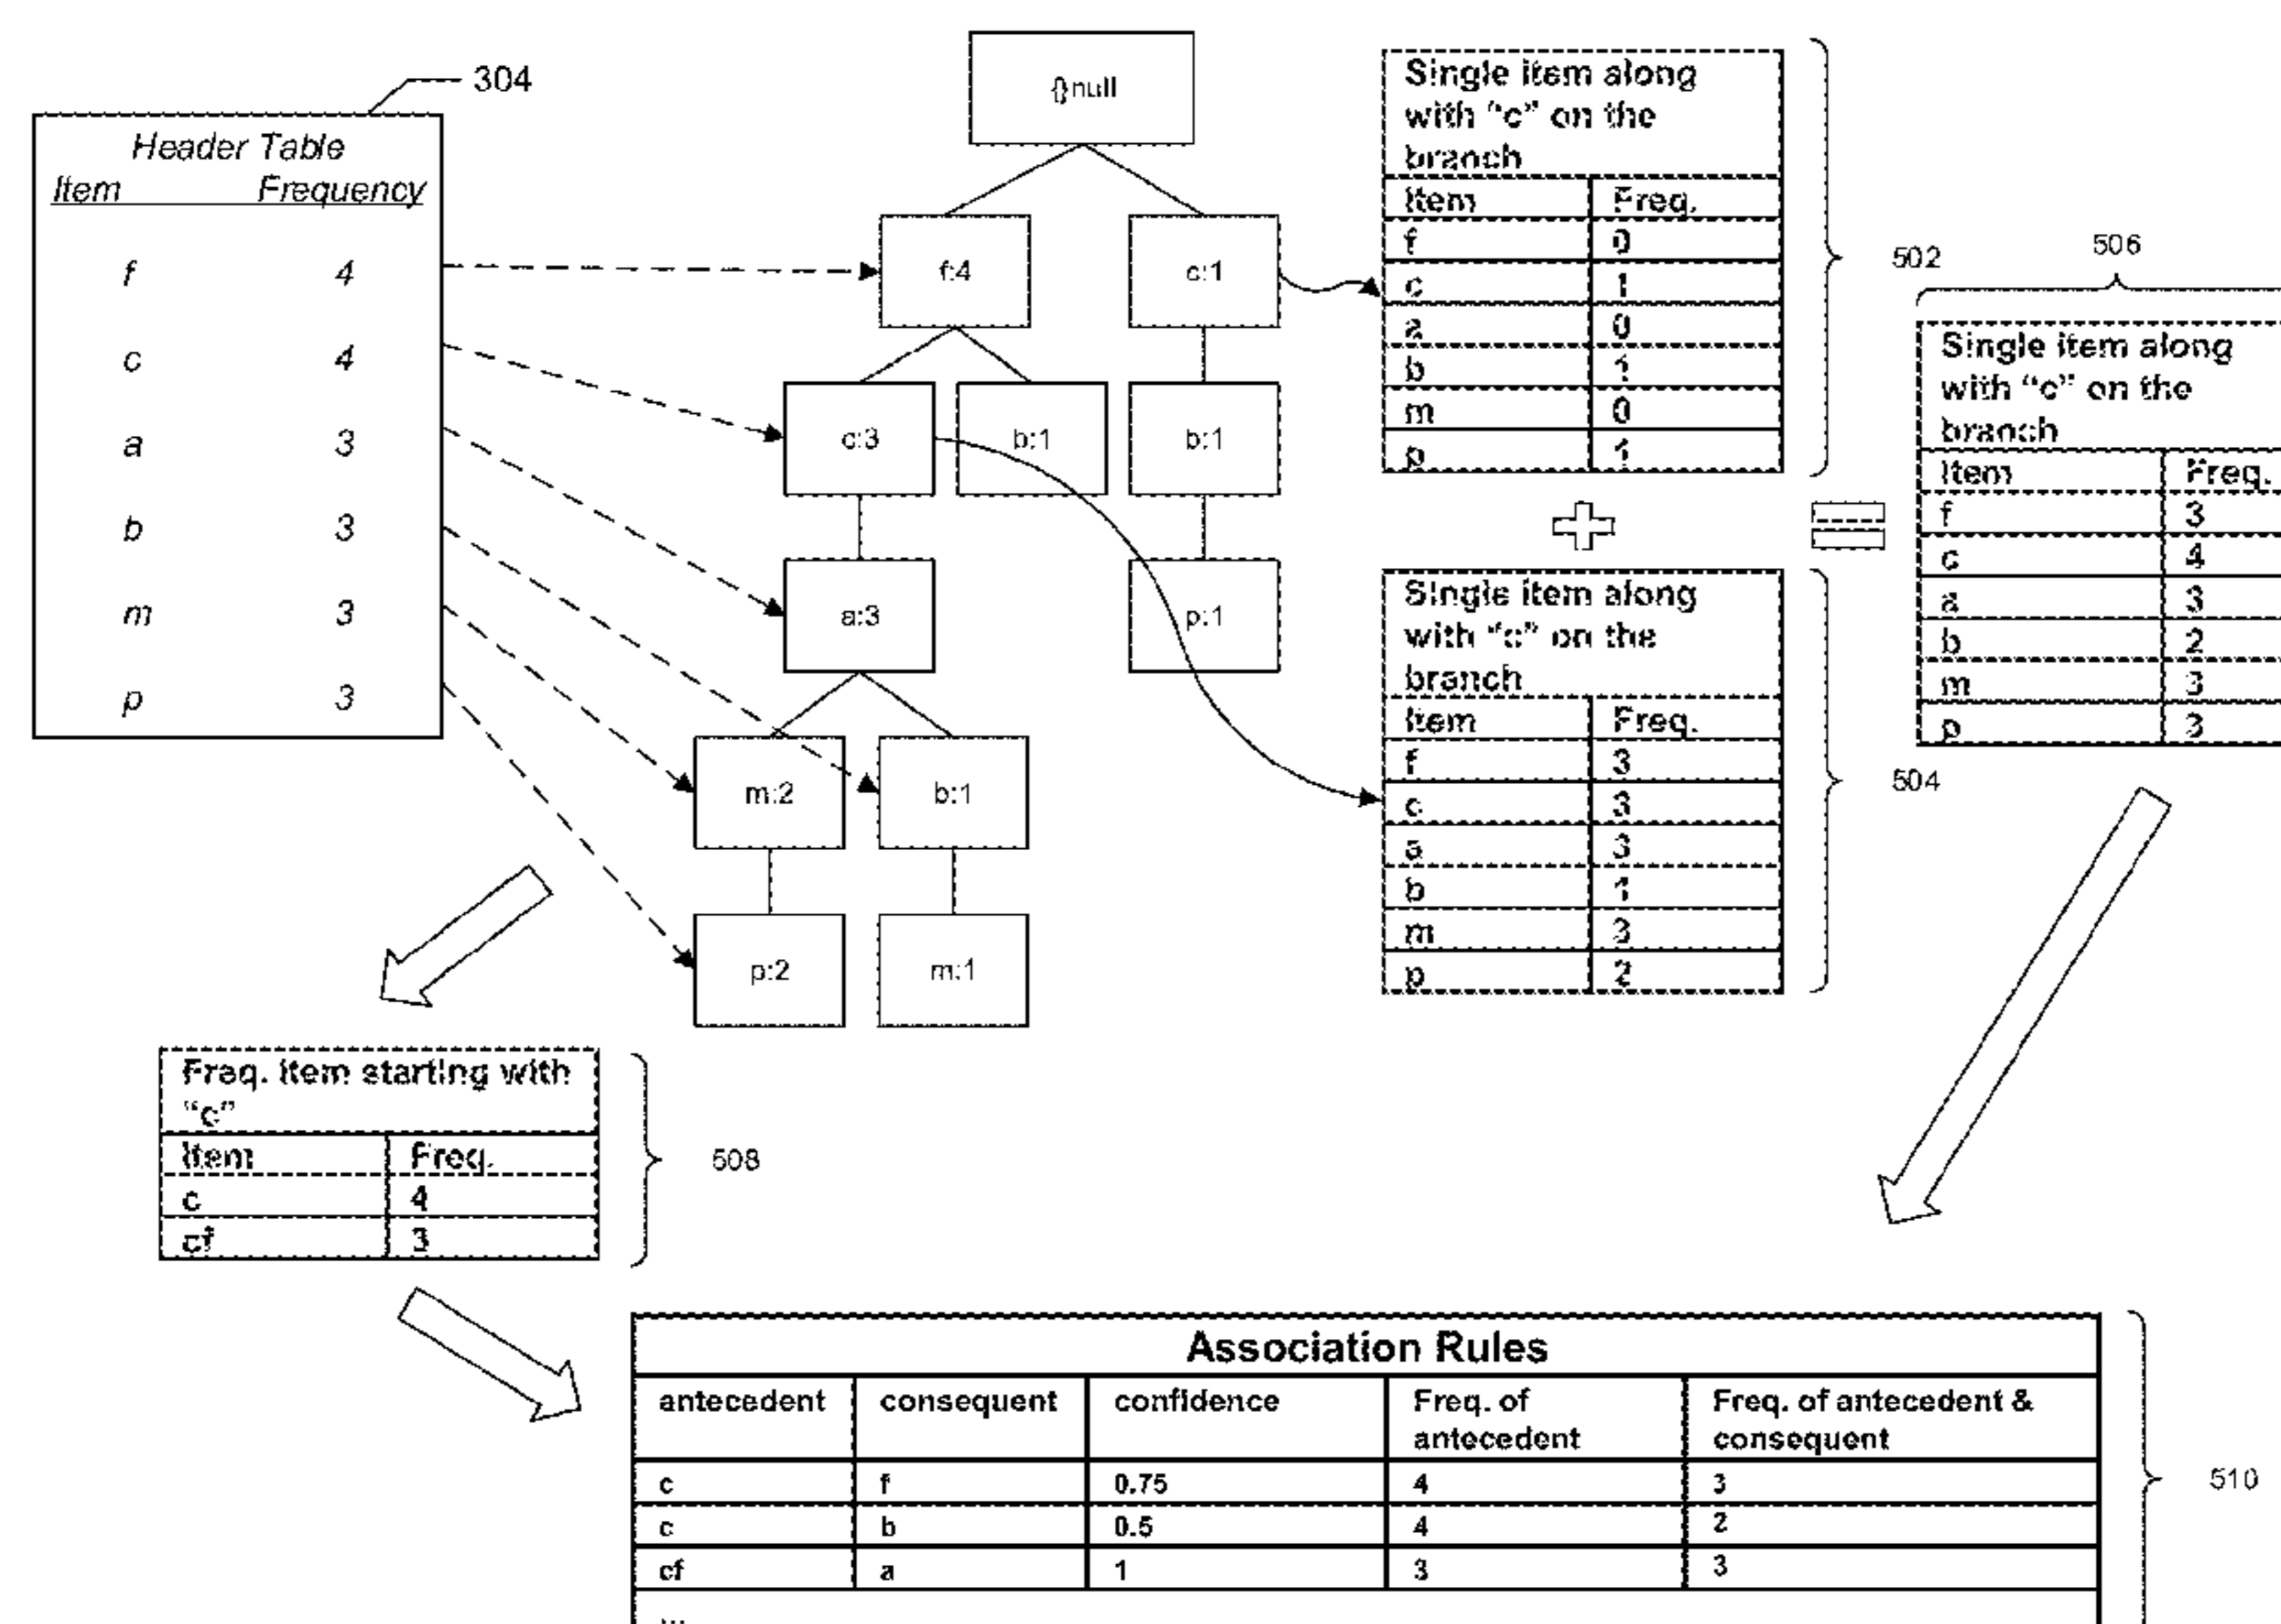 304
Header Table
Item Frequency
f 4
c 4
a 3
b 3
m 3
p 3
{}null
f:4
c:1
c:3
b:1
b:1
a:3
p:1
m:2
b:1
p:2
m:1
Single item along
with "c" on the
branch
Item Freq.
f 0
c 1
a 0
b 1
m 0
p 1
502
Single item along
with "c" on the
branch
Item Freq.
f 3
c 3
a 3
b 1
m 3
p 2
504
506
Single item along
with "c" on the
branch
Item Freq.
f 3
c 4
a 3
b 2
m 3
p 3
Freq. item starting with
"c"
Item Freq.
c 4
cf 3
508
Association Rules
antecedent consequent confidence Freq. of antecedent Freq. of antecedent & consequent
c f 0.75 4 3
c b 0.5 4 2
cf a 1 3 3
...
510